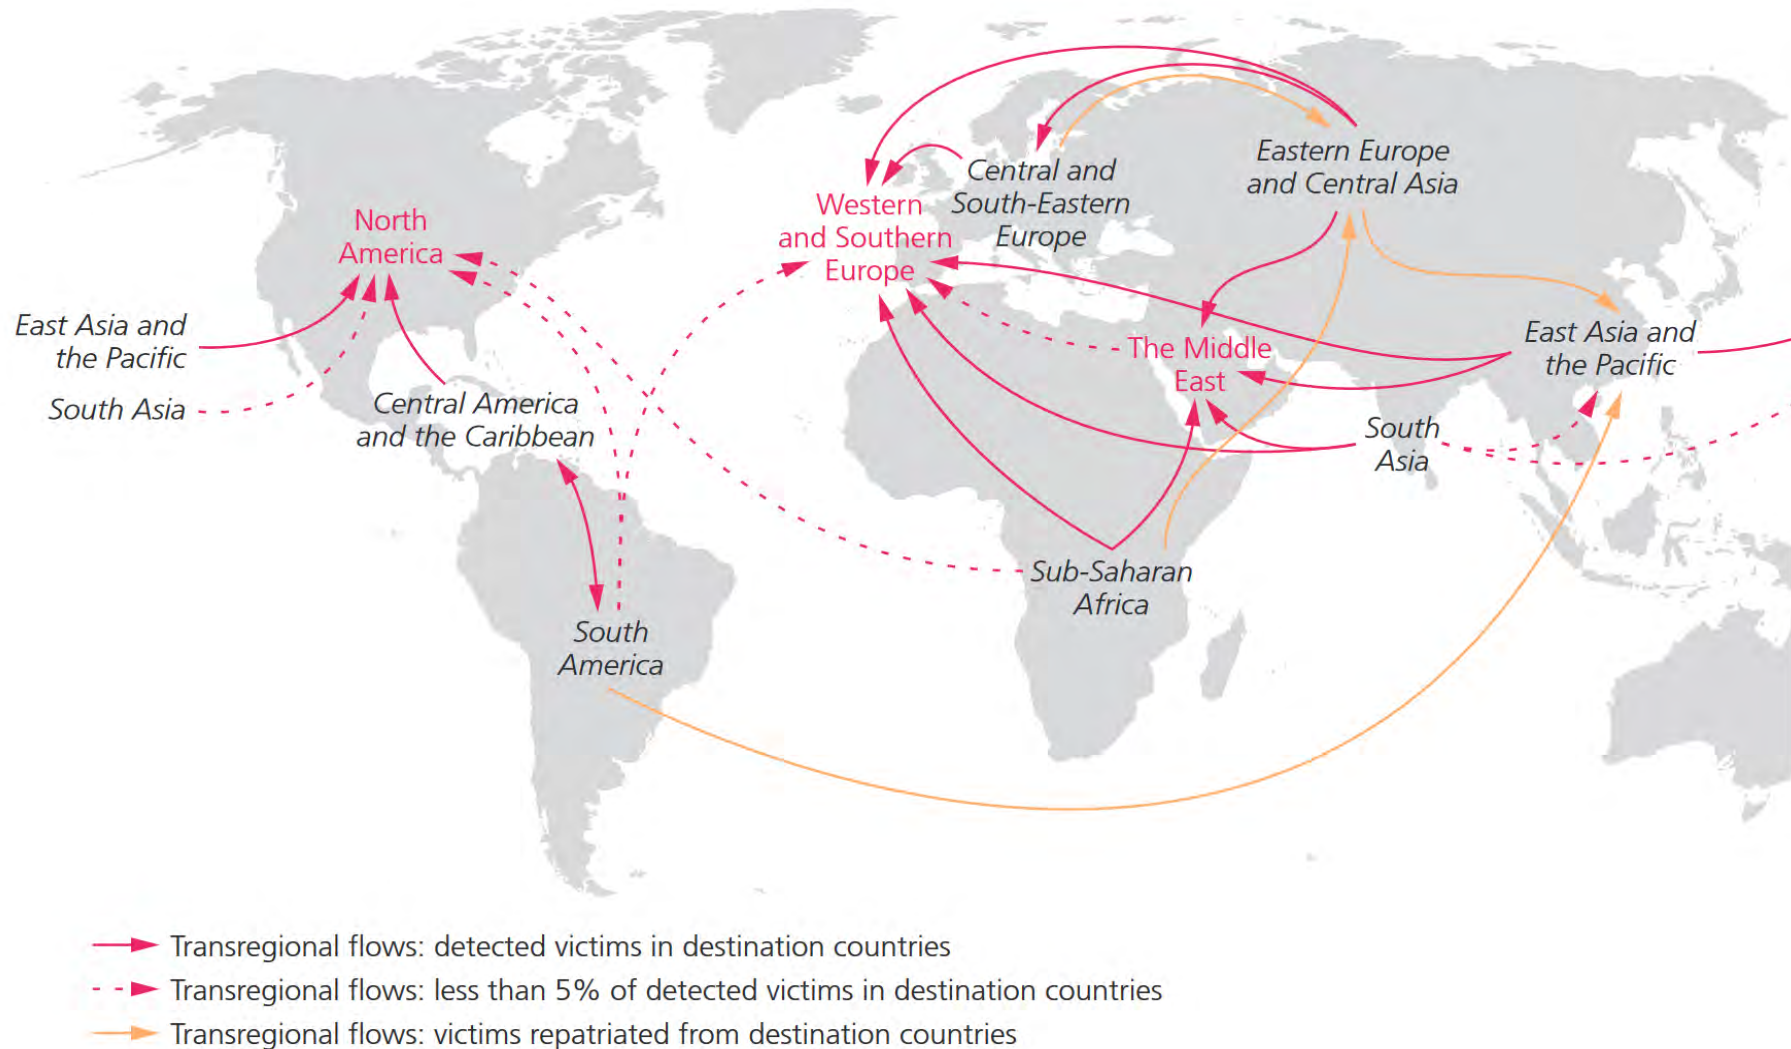 Eastern Europe
and Central Asia
Central and
South-Eastern
Europe
Western
and Southern
Europe
North
America
East Asia and
the Pacific
South Asia
Central America
and the Caribbean
The Middle
East
East Asia and
the Pacific
South
Asia
Sub-Saharan
Africa
South
America
Transregional flows: detected victims in destination countries
Transregional flows: less than 5% of detected victims in destination countries
Transregional flows: victims repatriated from destination countries